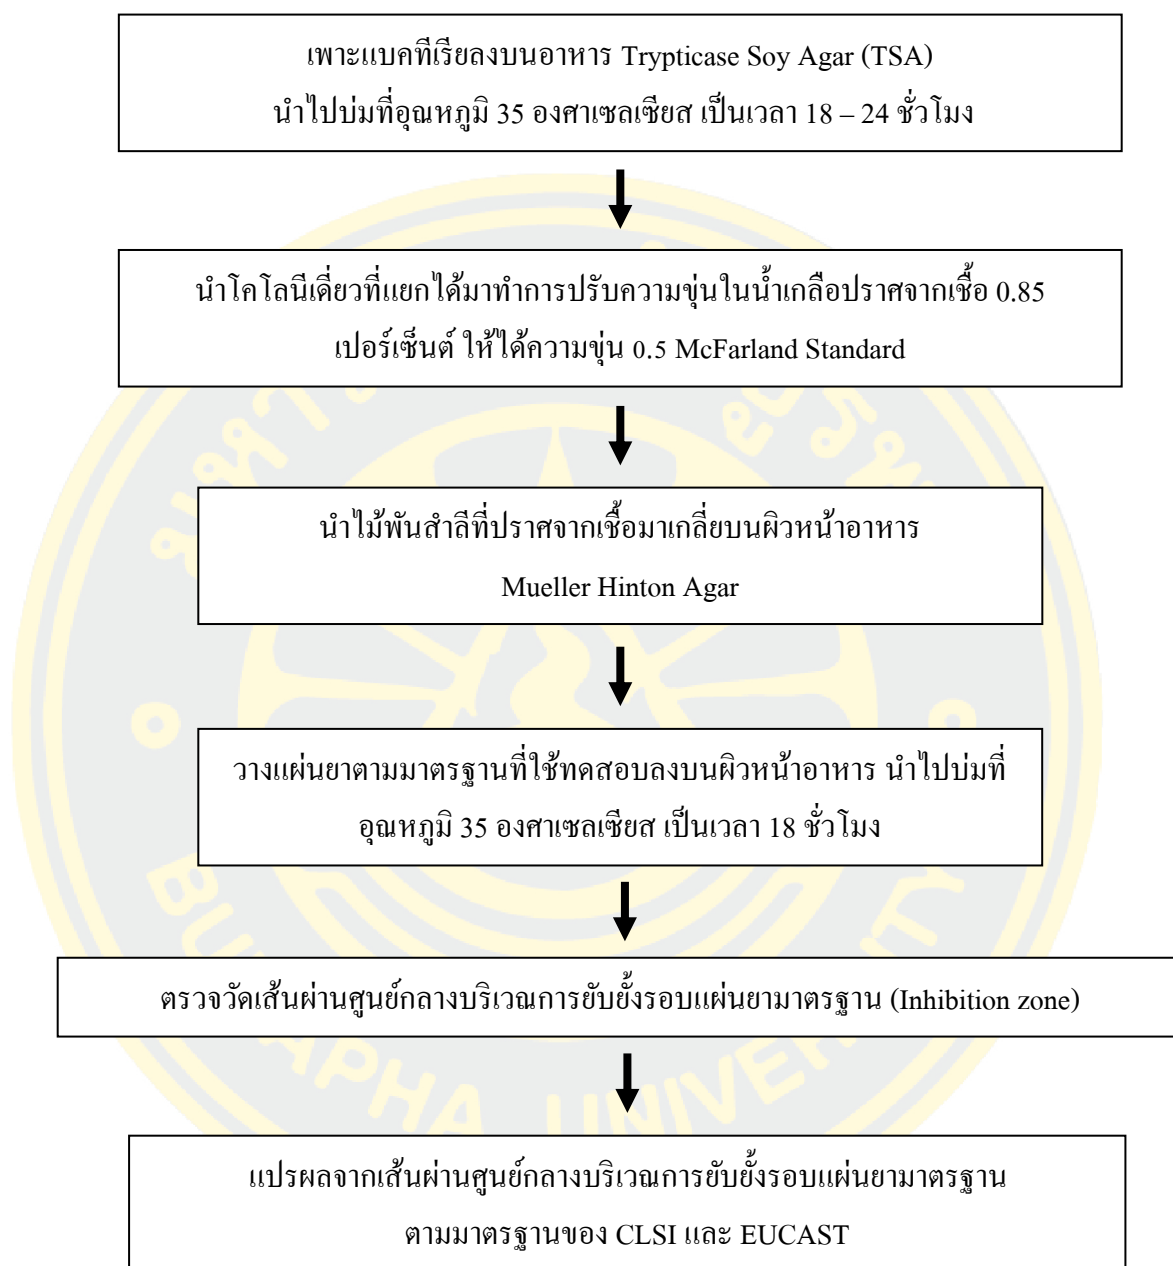 เพาะแบคทีเรียลงบนอาหาร Trypticase Soy Agar (TSA)
นำไปบ่มที่อุณหภูมิ 35 องศาเซลเซียส เป็นเวลา 18 – 24 ชั่วโมง
นำโคโลนีเดี่ยวที่แยกได้มาทำการปรับความขุ่นในน้ำเกลือปราศจากเชื้อ 0.85
เปอร์เซ็นต์ ให้ได้ความขุ่น 0.5 McFarland Standard
นำไม้พันสำลีที่ปราศจากเชื้อมาเกลี่ยบนผิวหน้าอาหาร
Mueller Hinton Agar
วางแผ่นยาตามมาตรฐานที่ใช้ทดสอบลงบนผิวหน้าอาหาร นำไปบ่มที่
อุณหภูมิ 35 องศาเซลเซียส เป็นเวลา 18 ชั่วโมง
ตรวจวัดเส้นผ่านศูนย์กลางบริเวณการยับยั้งรอบแผ่นยามาตรฐาน (Inhibition zone)
แปรผลจากเส้นผ่านศูนย์กลางบริเวณการยับยั้งรอบแผ่นยามาตรฐาน
ตามมาตรฐานของ CLSI และ EUCAST